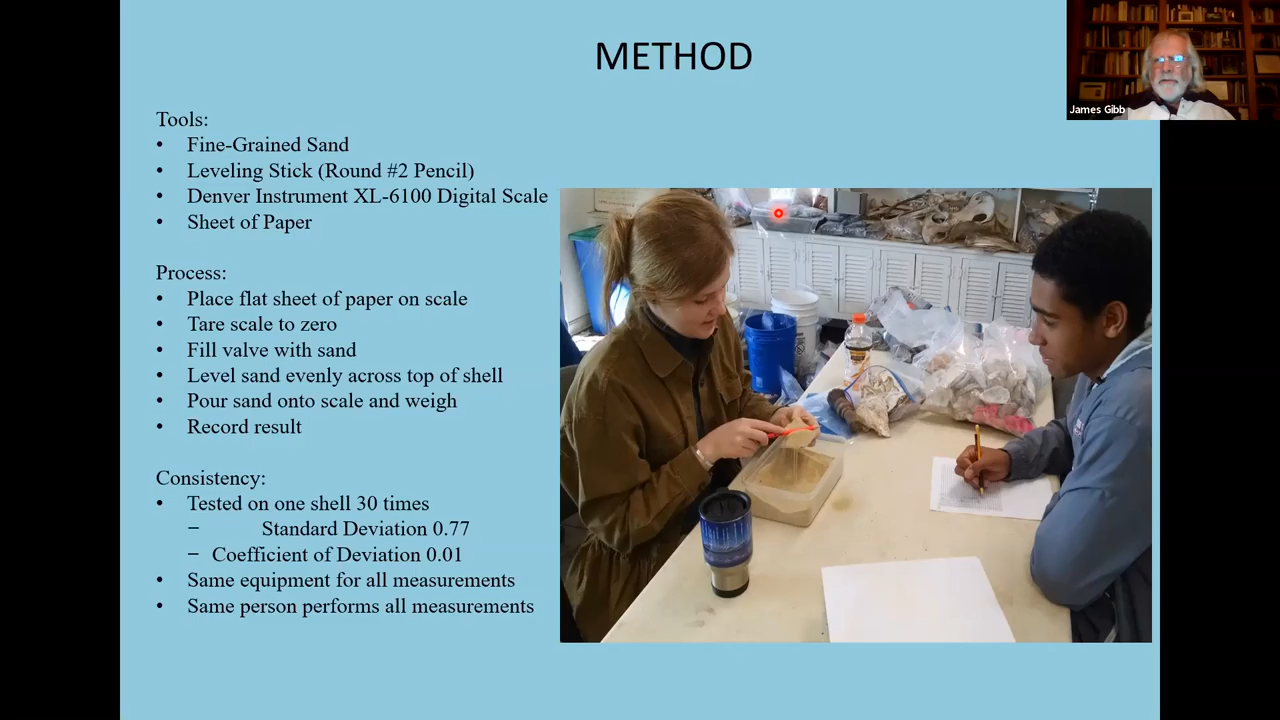 METHOD
James Gibb
Tools:
• Fine-Grained Sand
• Leveling Stick (Round #2 Pencil)
• Denver Instrument XL-6100 Digital Scale
• Sheet of Paper
Process:
• Place flat sheet of paper on scale
• Tare scale to zero
• Fill valve with sand
• Level sand evenly across top of shell
• Pour sand onto scale and weigh
• Record result
Consistency:
• Tested on one shell 30 times
– Standard Deviation 0.77
– Coefficient of Deviation 0.01
• Same equipment for all measurements
• Same person performs all measurements